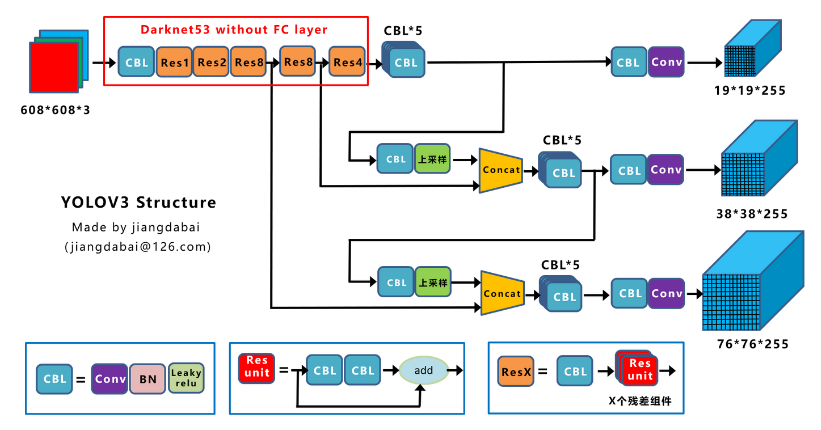 Darknet53 without FC layer
CBL Res1 Res2 Res8 Res8 Res4
CBL*5
CBL
CBL Conv
608*608*3
19*19*255
CBL 上采样
Concat
CBL*5
CBL
CBL Conv
38*38*255
YOLOV3 Structure
Made by jiangdabai
(jiangdabai@126.com)
CBL 上采样
Concat
CBL*5
CBL
CBL Conv
76*76*255
CBL = Conv BN Leaky
relu
Res
unit
= CBL CBL add
ResX = CBL Res
unit
X个残差组件